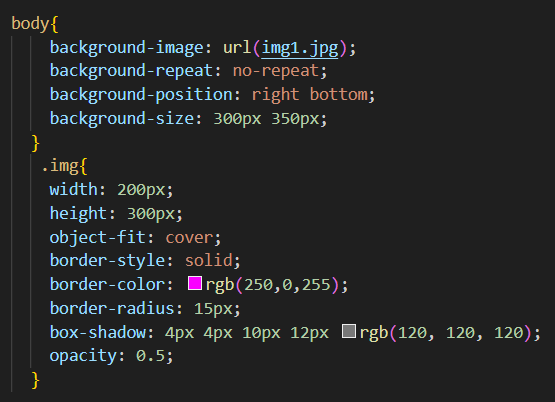 body{
background-image: url(img1.jpg);
background-repeat: no-repeat;
background-position: right bottom;
background-size: 300px 350px;
}
.img{
width: 200px;
height: 300px;
object-fit: cover;
border-style: solid;
border-color: rgb(250,0,255);
border-radius: 15px;
box-shadow: 4px 4px 10px 12px rgb(120, 120, 120);
opacity: 0.5;
}